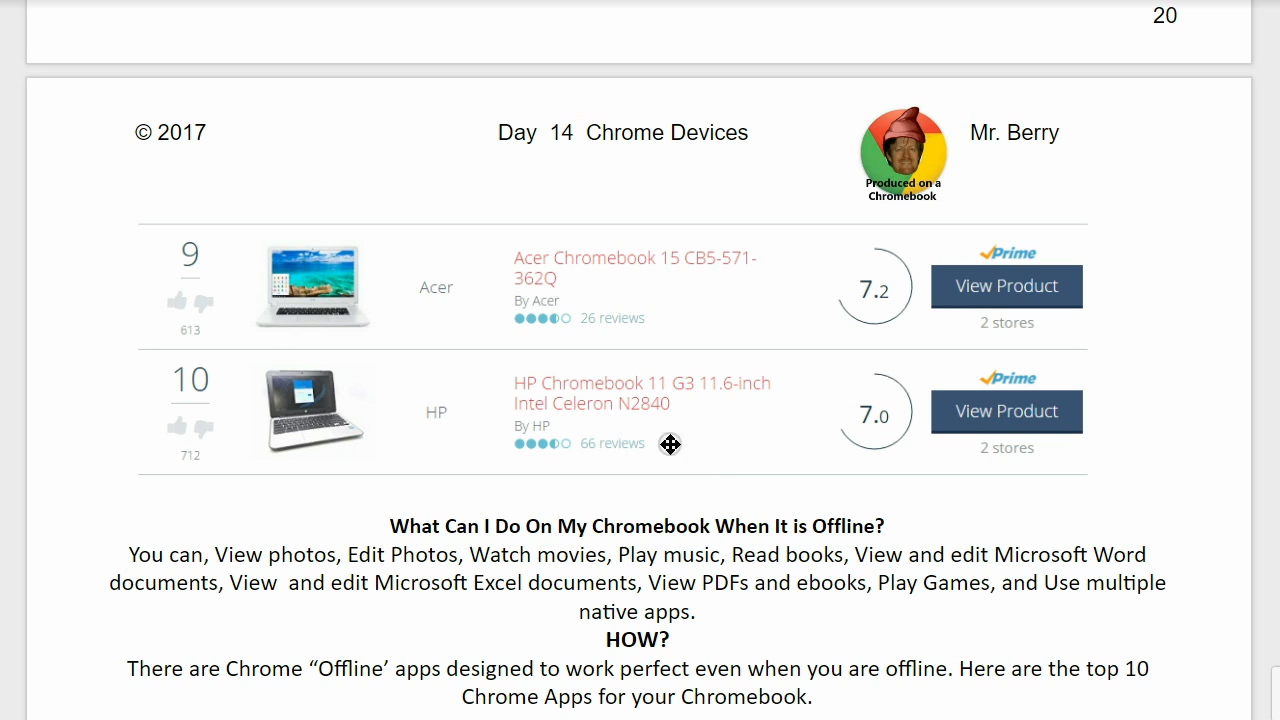 20
© 2017 Day 14 Chrome Devices Mr. Berry
Produced on a
Chromebook
9
613
Acer
Acer Chromebook 15 CB5-571-
362Q
By Acer
26 reviews
7.2
Prime
View Product
2 stores
10
712
HP
HP Chromebook 11 G3 11.6-inch
Intel Celeron N2840
By HP
66 reviews
7.0
Prime
View Product
2 stores
What Can I Do On My Chromebook When It is Offline?
You can, View photos, Edit Photos, Watch movies, Play music, Read books, View and edit Microsoft Word
documents, View  and edit Microsoft Excel documents, View PDFs and ebooks, Play Games, and Use multiple
native apps.
HOW?
There are Chrome “Offline’ apps designed to work perfect even when you are offline. Here are the top 10
Chrome Apps for your Chromebook.